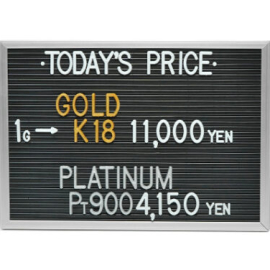 ·TODAY'S PRICE·
GOLD
1G → K18 11,000 YEN
PLATINUM
PT900 4,150 YEN